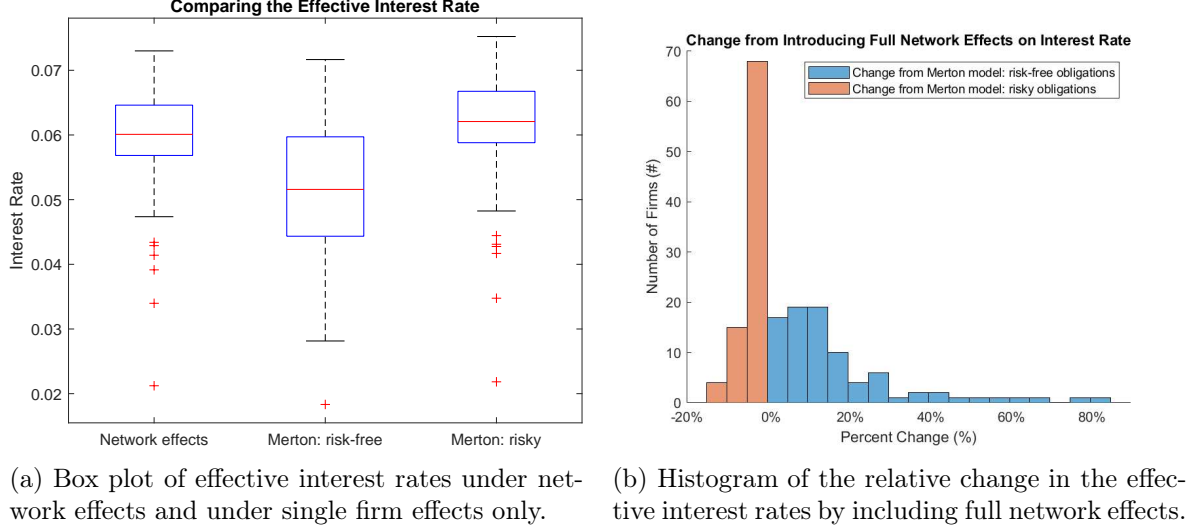 Comparing the Effective Interest Rate
Interest Rate
0.07
0.06
0.05
0.04
0.03
0.02
Network effects
Merton: risk-free
Merton: risky
Change from Introducing Full Network Effects on Interest Rate
Change from Merton model: risk-free obligations
Change from Merton model: risky obligations
Number of Firms (#)
70
60
50
40
30
20
10
0
-20%
0%
20%
40%
60%
80%
Percent Change (%)
(a) Box plot of effective interest rates under net-
work effects and under single firm effects only.
(b) Histogram of the relative change in the effec-
tive interest rates by including full network effects.